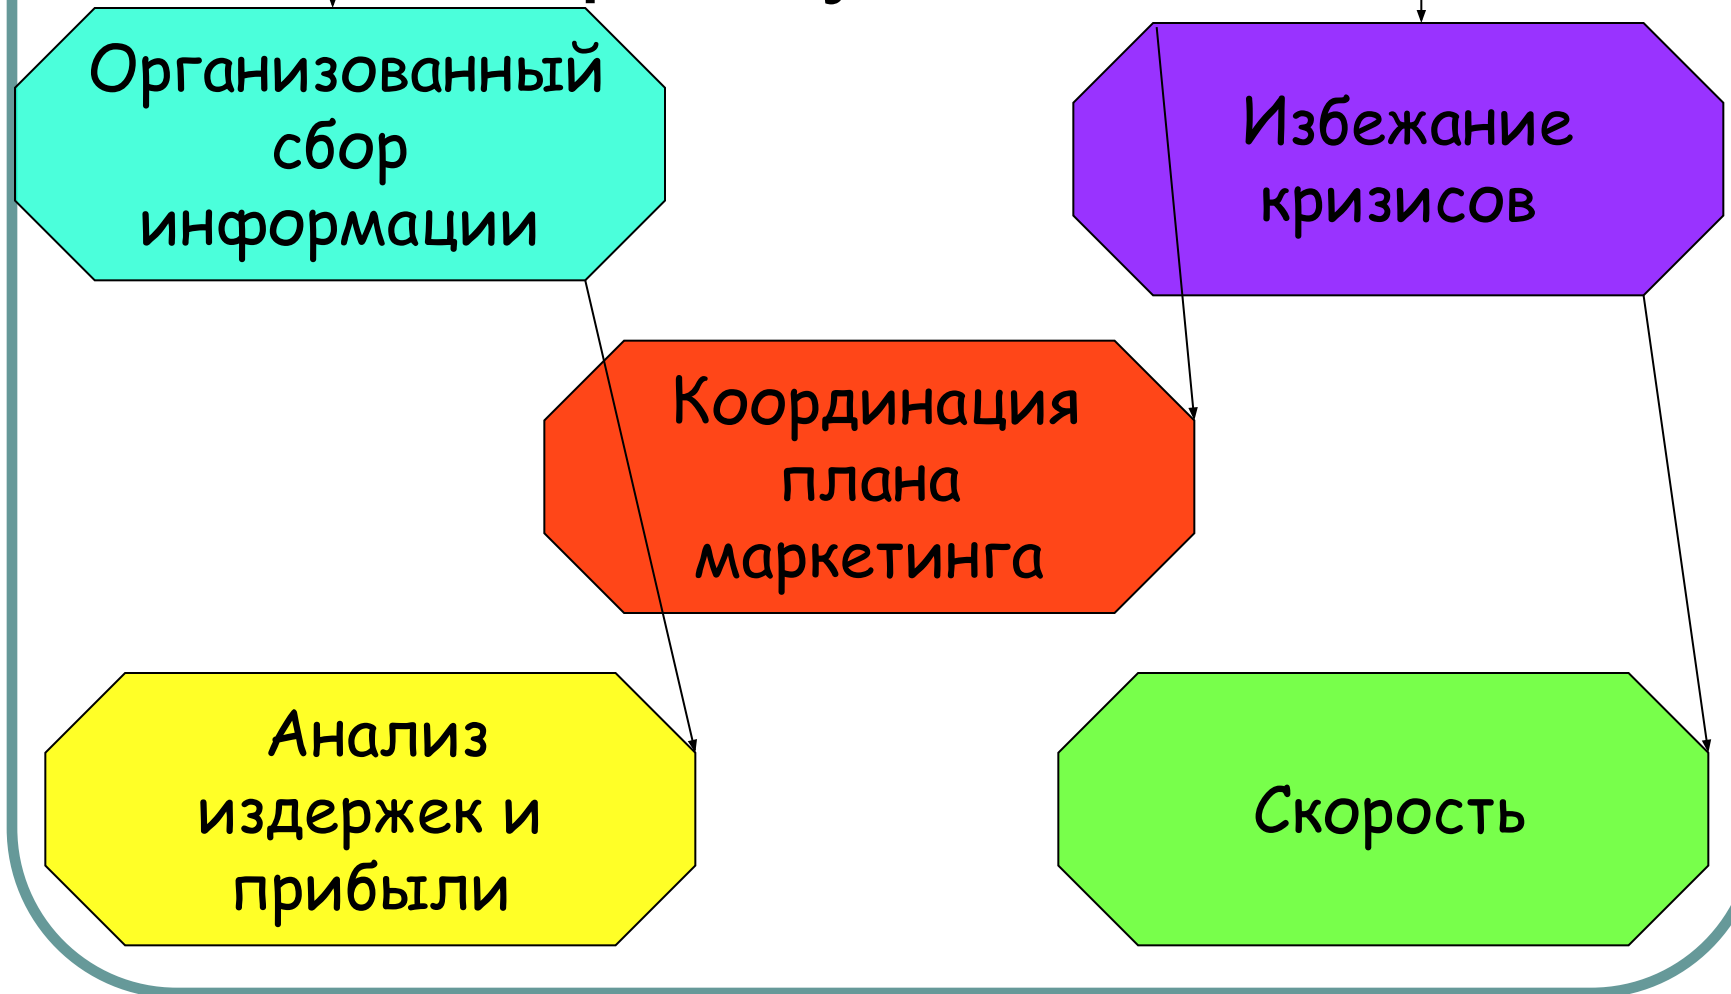 Организованный
сбор
информации
Избежание
кризисов
Координация
плана
маркетинга
Анализ
издержек и
прибыли
Скорость